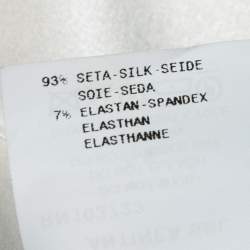 93% SETA-SILK-SEIDE
SOIE-SEDA
7% ELASTAN-SPANDEX
ELASTHAN
ELASTHANNE